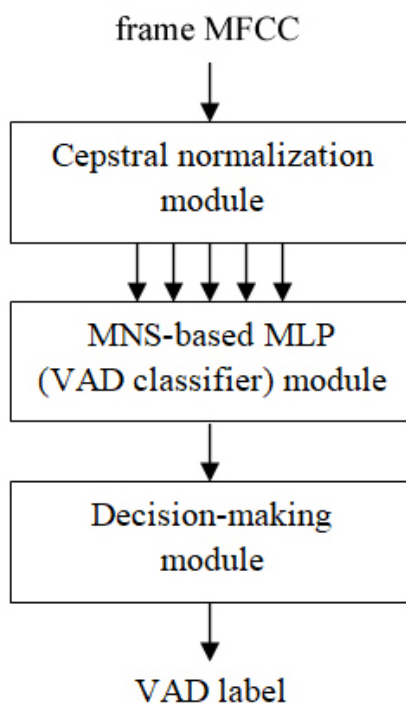 frame MFCC
Cepstral normalization
module
MNS-based MLP
(VAD classifier) module
Decision-making
module
VAD label